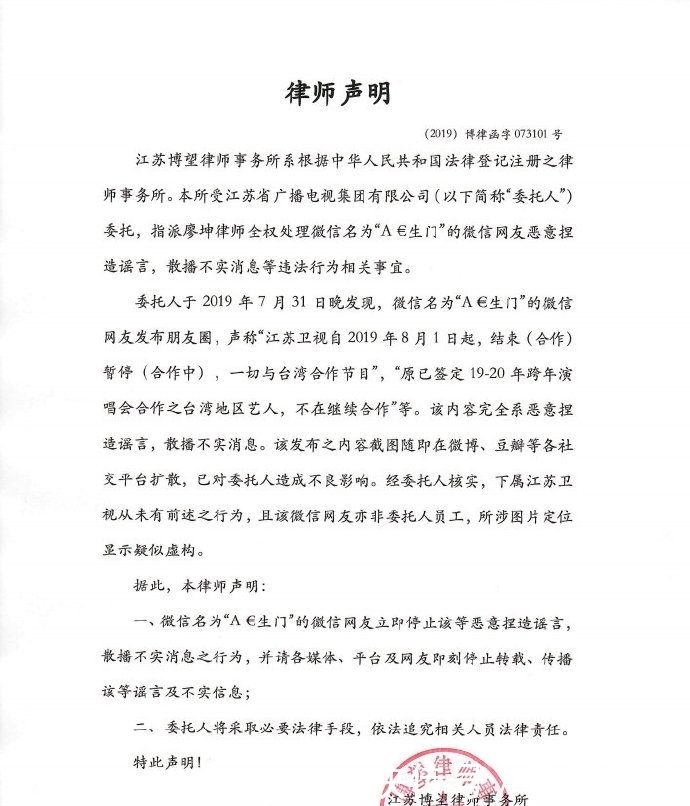 律师声明
（2019）博律函字 073101 号
江苏博望律师事务所系根据中华人民共和国法律登记注册之律
师事务所。本所受江苏省广播电视集团有限公司（以下简称“委托人”）
委托，指派廖坤律师全权处理微信名为“A €生门”的微信网友恶意捏
造谣言，散播不实消息等违法行为相关事宜。
委托人于 2019 年 7 月 31 日晚发现，微信名为“A €生门”的微信
网友发布朋友圈，声称“江苏卫视自 2019 年 8 月 1 日起，结束（合作）
暂停（合作中），一切与台湾合作节目”，“原已签定 19-20 年跨年演
唱会合作之台湾地区艺人，不在继续合作”等。该内容完全系恶意捏
造谣言，散播不实消息。该发布之内容截图随即在微博、豆瓣等各社
交平台扩散，已对委托人造成不良影响。经委托人核实，下属江苏卫
视从未有前述之行为，且该微信网友亦非委托人员工，所涉图片定位
显示疑似虚构。
据此，本律师声明：
一、微信名为“A €生门”的微信网友立即停止该等恶意捏造谣言，
散播不实消息之行为，并请各媒体、平台及网友即刻停止转载、传播
该等谣言及不实信息；
二、委托人将采取必要法律手段，依法追究相关人员法律责任。
特此声明！
江苏博望律师事务所